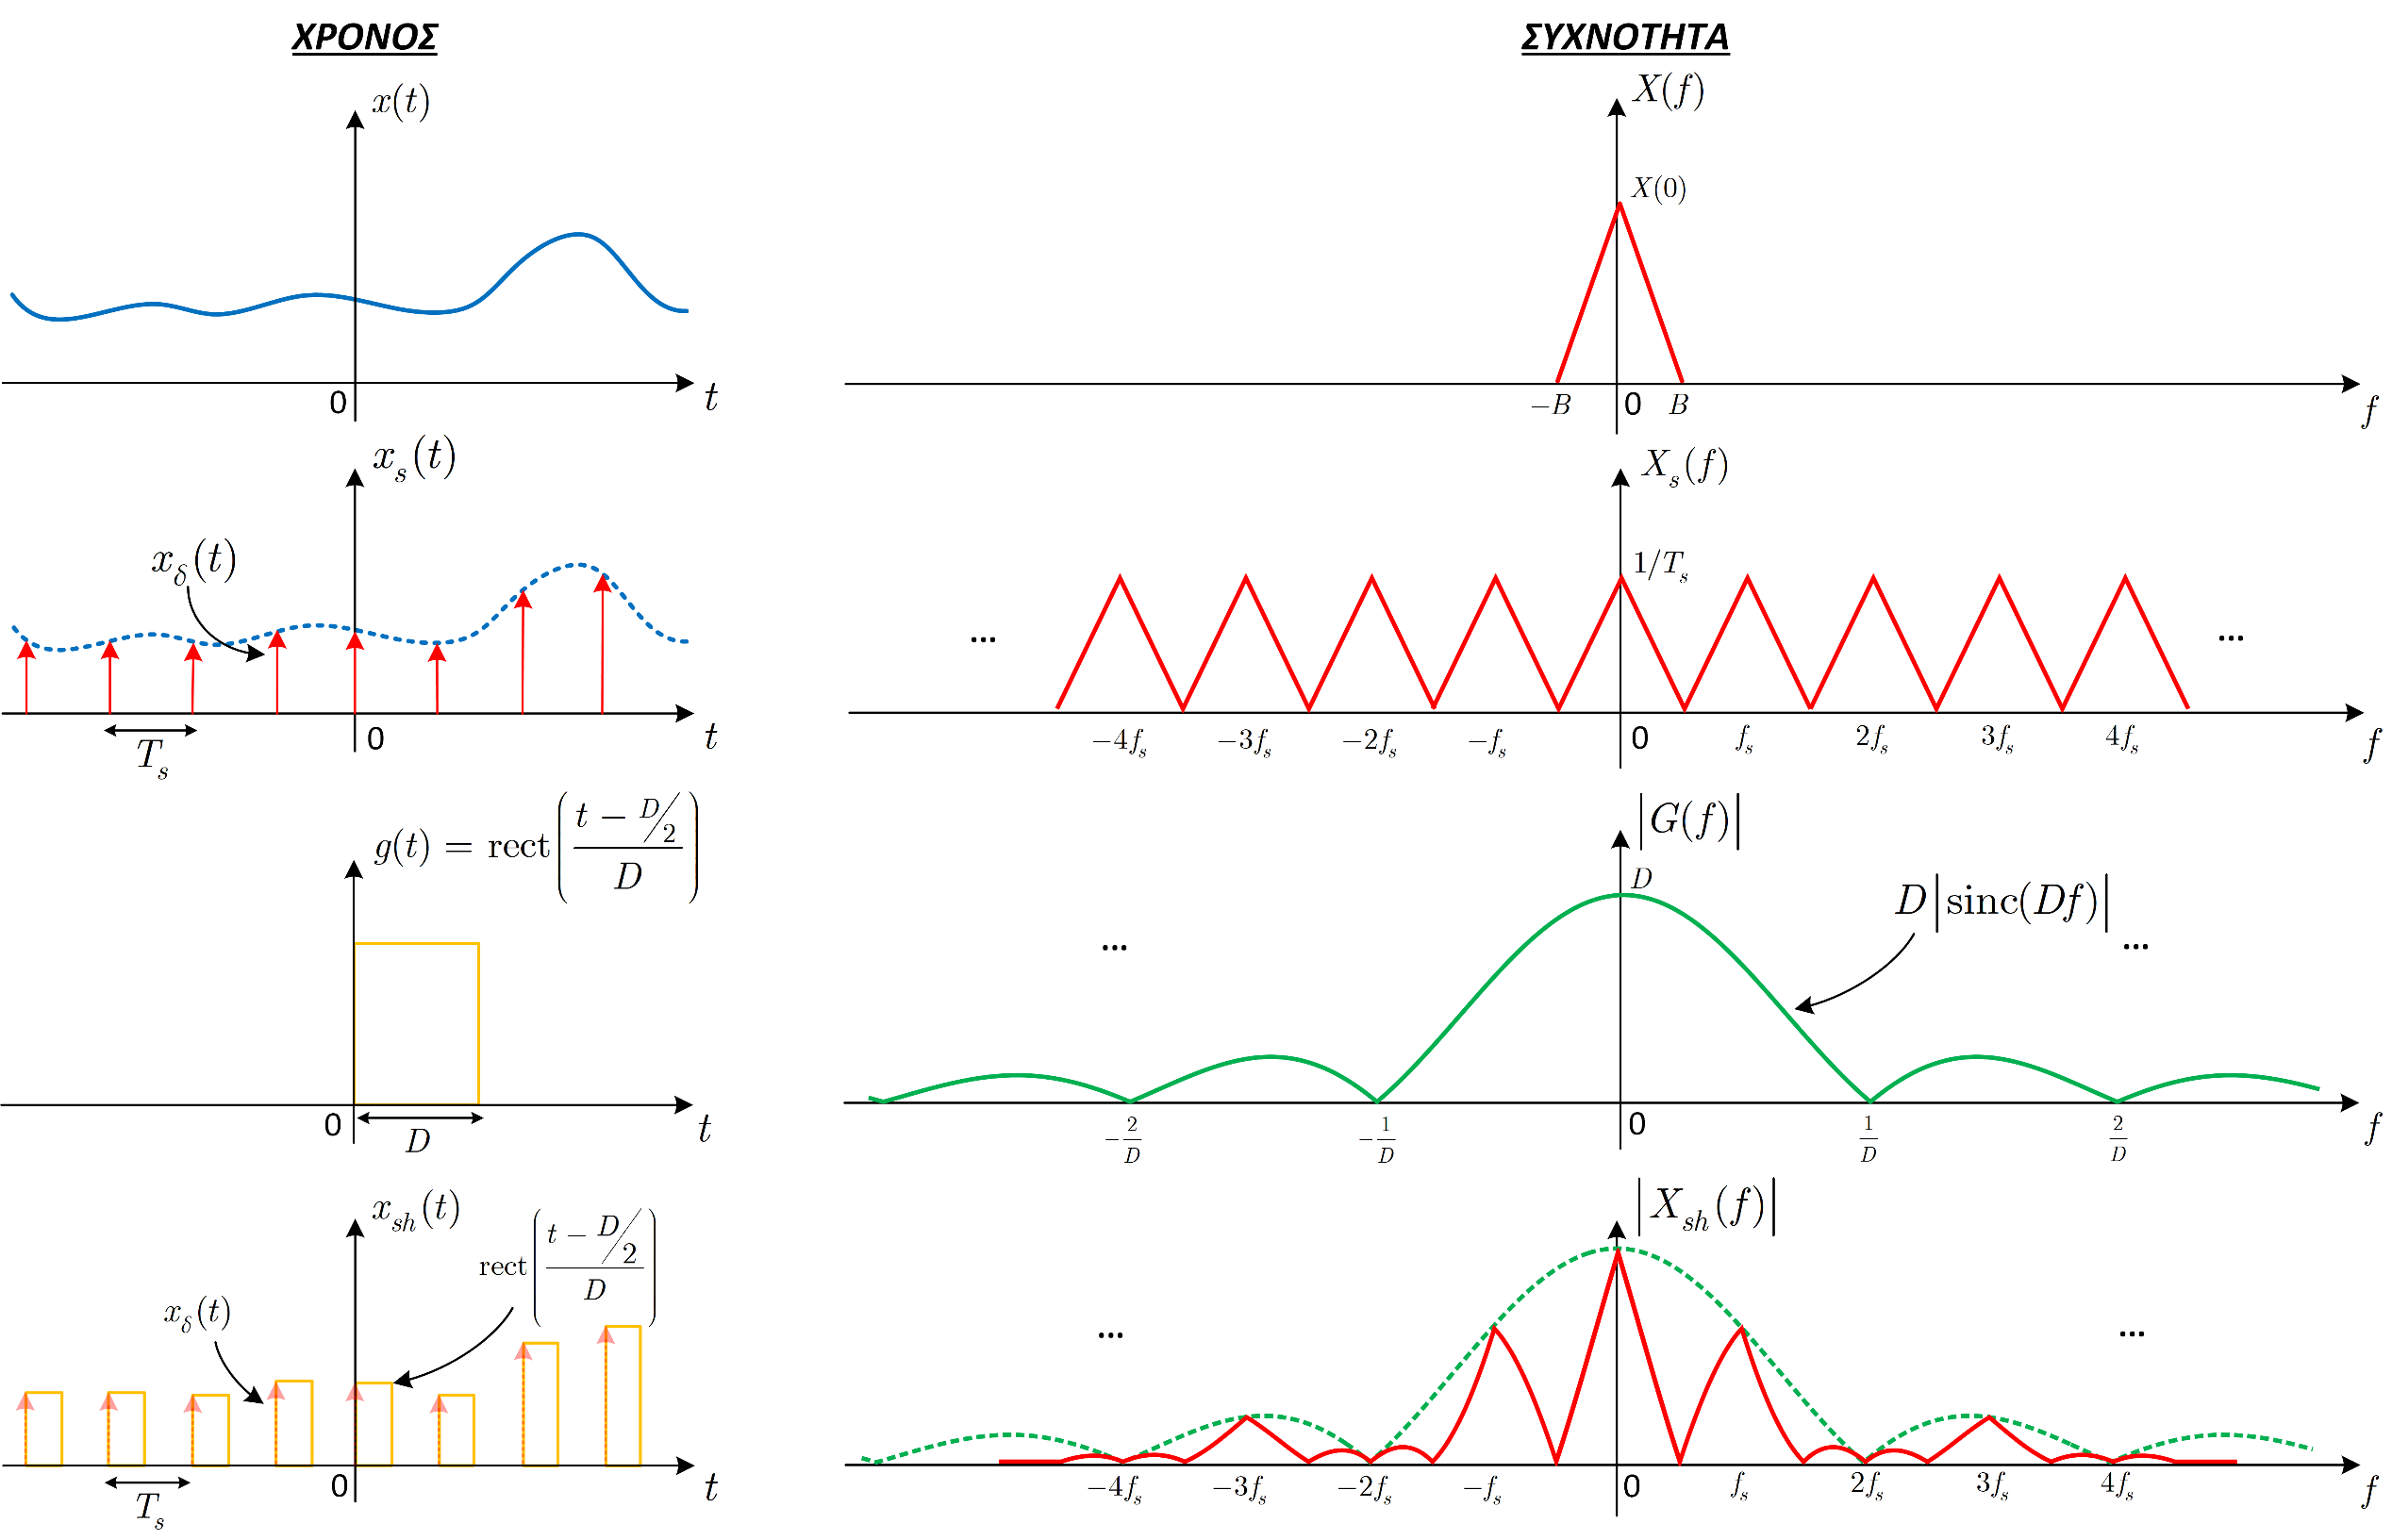 ΧΡΟΝΟΣ
ΣΥΧΝΟΤΗΤΑ
x(t)
0
t
X(f)
X(0)
−B 0 B
f
x_s(t)
x_δ(t)
T_s
0
t
X_s(f)
1/T_s
...
...
−4f_s −3f_s −2f_s −f_s 0 f_s 2f_s 3f_s 4f_s
f
g(t) = rect((t − D/2)/D)
0
D
t
|G(f)|
D
D|sinc(Df)|
...
...
−2/D −1/D 0 1/D 2/D
f
x_sh(t)
rect((t − D/2)/D)
x_δ(t)
T_s
0
t
|X_sh(f)|
...
...
−4f_s −3f_s −2f_s −f_s 0 f_s 2f_s 3f_s 4f_s
f